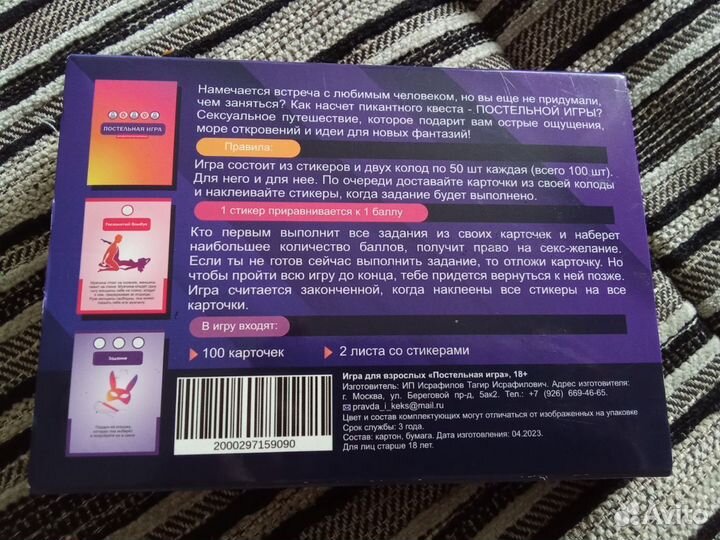 Намечается встреча с любимым человеком, но вы еще не придумали,
чем заняться? Как насчет пикантного квеста - ПОСТЕЛЬНОЙ ИГРЫ?
Сексуальное путешествие, которое подарит вам острые ощущения,
море откровений и идеи для новых фантазий!
Правила:
Игра состоит из стикеров и двух колод по 50 шт каждая (всего 100 шт).
Для него и для нее. По очереди доставайте карточки из своей колоды
и наклеивайте стикеры, когда задание будет выполнено.
1 стикер приравнивается к 1 баллу
Кто первым выполнит все задания из своих карточек и наберет
наибольшее количество баллов, получит право на секс-желание.
Если ты не готов сейчас выполнить задание, то отложи карточку. Но
чтобы пройти всю игру до конца, тебе придется вернуться к ней позже.
Игра считается законченной, когда наклеены все стикеры на все
карточки.
В игру входят:
100 карточек
2 листа со стикерами
ПОСТЕЛЬНАЯ ИГРА
Задание
2000297159090
Игра для взрослых «Постельная игра», 18+
Изготовитель: ИП Исрафилов Тагир Исрафилович. Адрес изготовителя:
г. Москва, ул. Береговой пр-д, 5ак2. Тел.: +7 (926) 669-46-65.
pravda_i_keks@mail.ru
Цвет и состав комплектующих могут отличаться от изображенных на упаковке
Срок службы: 3 года.
Состав: картон, бумага. Дата изготовления: 04.2023.
Для лиц старше 18 лет.
Avito